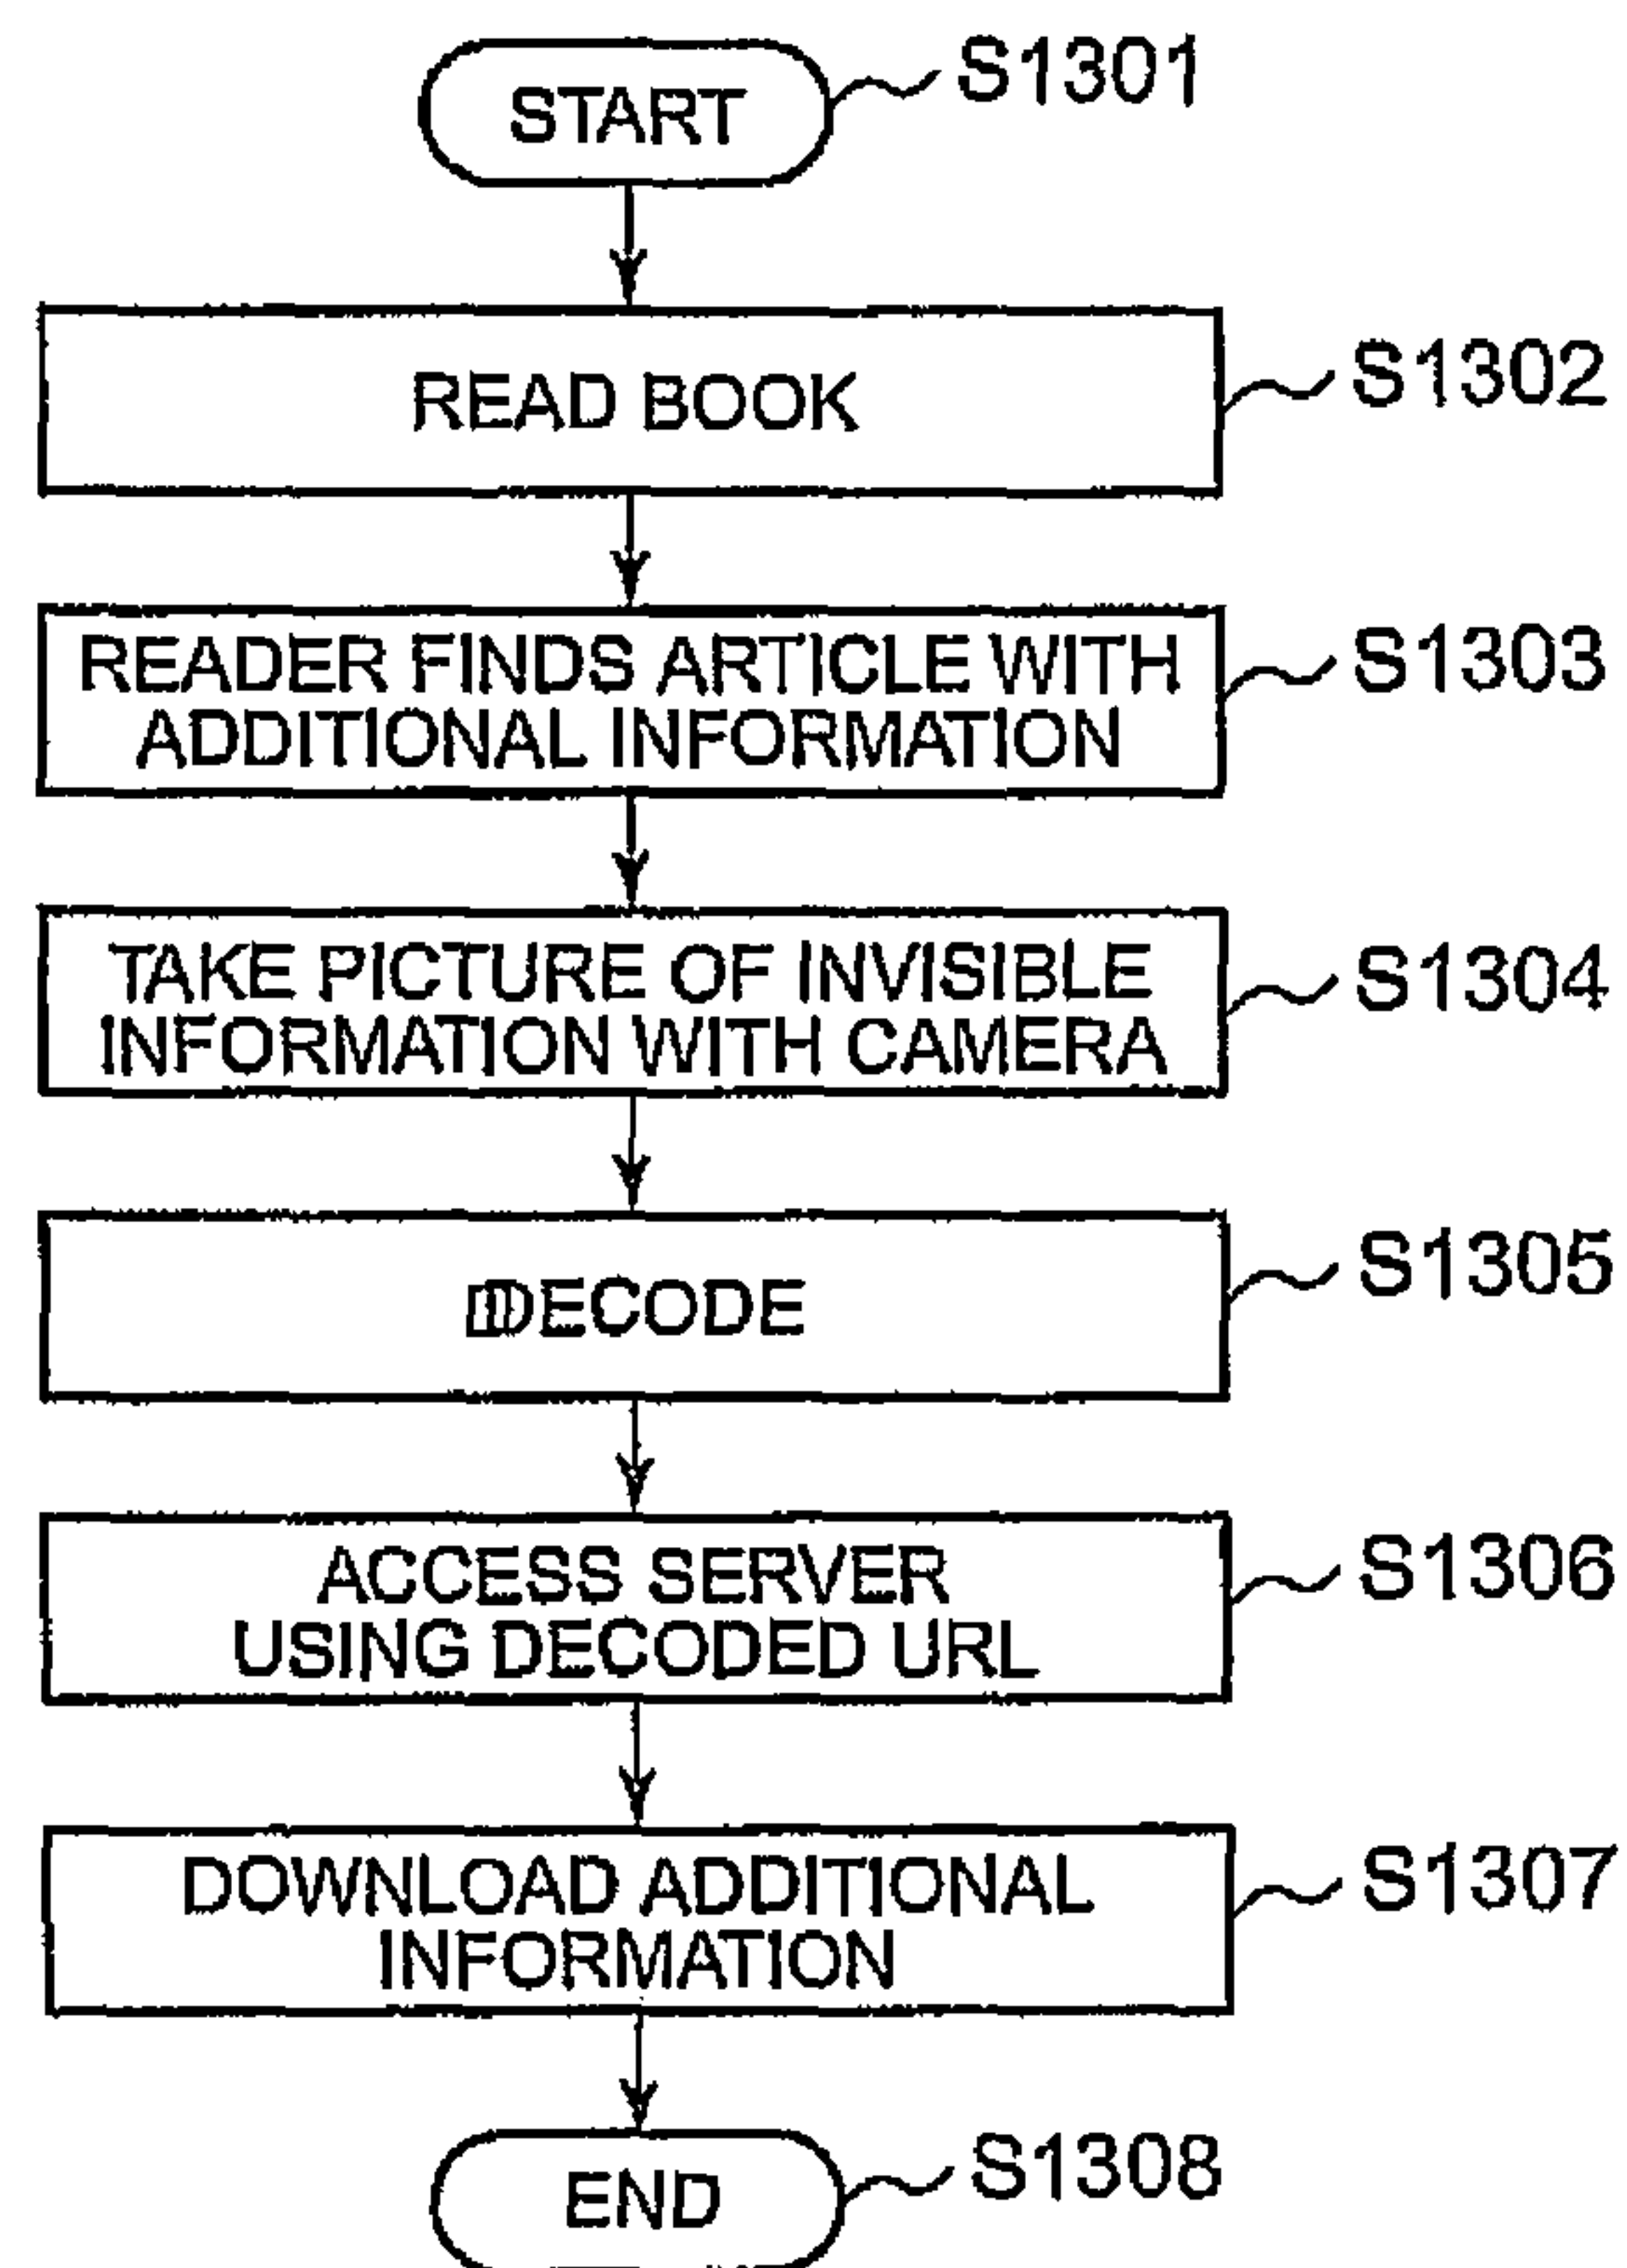 START
S1301
READ BOOK
S1302
READER FINDS ARTICLE WITH
ADDITIONAL INFORMATION
S1303
TAKE PICTURE OF INVISIBLE
INFORMATION WITH CAMERA
S1304
DECODE
S1305
ACCESS SERVER
USING DECODED URL
S1306
DOWNLOAD ADDITIONAL
INFORMATION
S1307
END
S1308